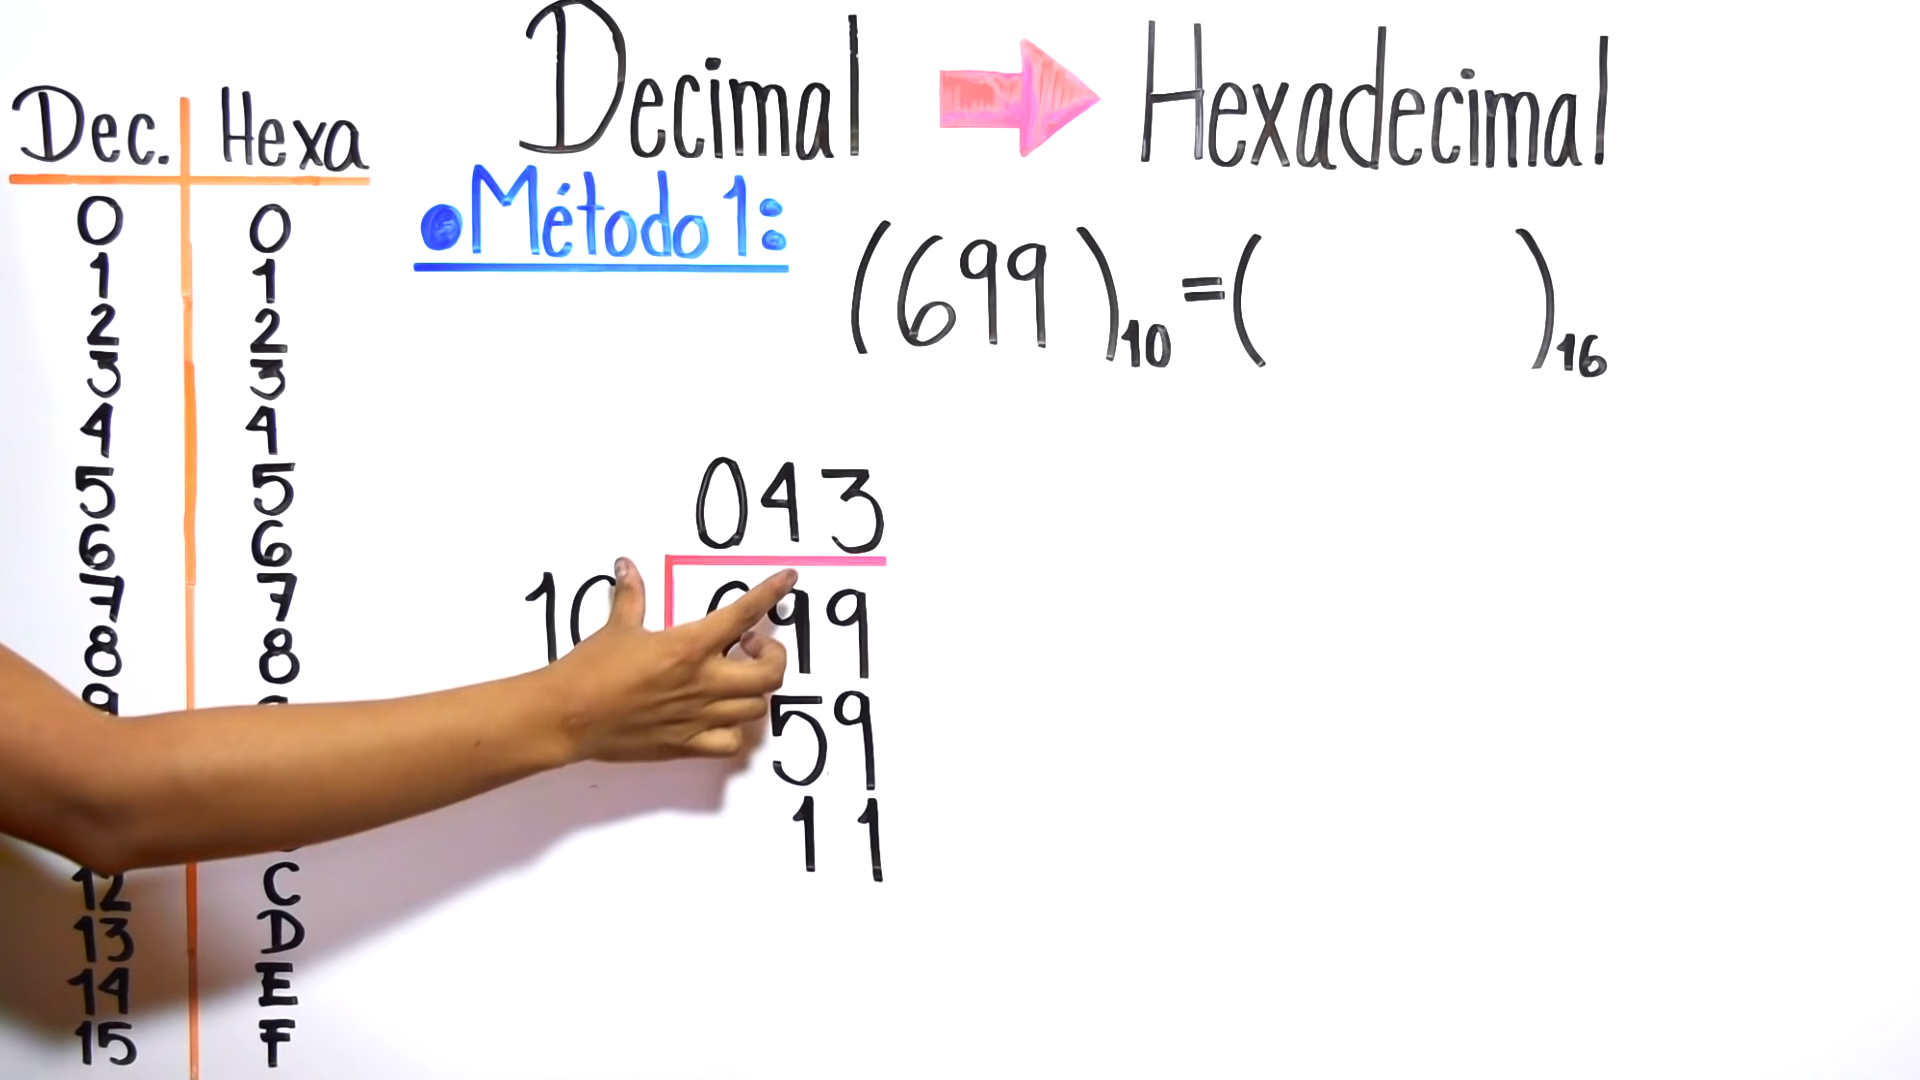 Decimal Hexadecimal
Método 1:
(699)10=( )16
Dec. Hexa
0 0
1 1
2 2
3 3
4 4
5 5
6 6
7 7
8 8
12 C
13 D
14 E
15 F
043
99
59
11